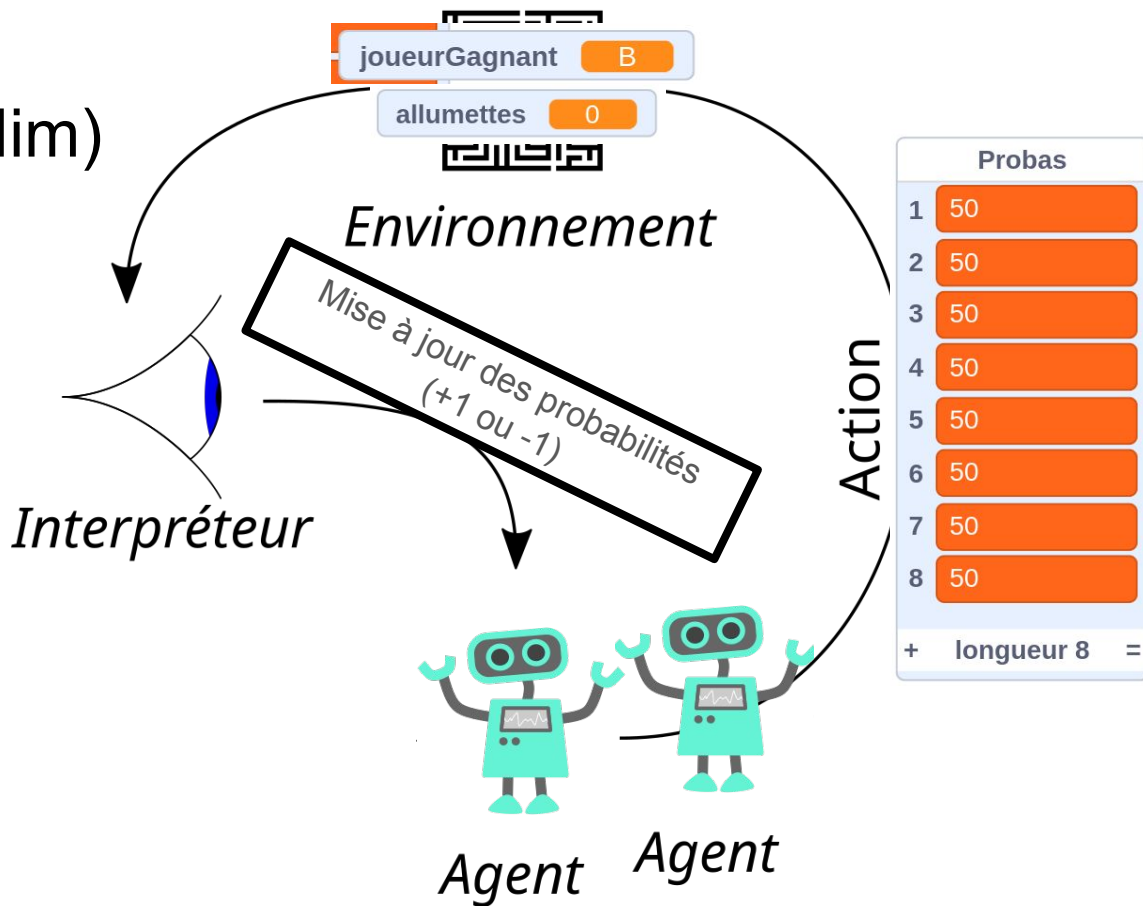 joueurGagnant B
allumettes 0
lim)
Environnement
Mise à jour des probabilités
(+1 ou -1)
Interpréteur
Action
Probas
1 50
2 50
3 50
4 50
5 50
6 50
7 50
8 50
+ longueur 8 =
Agent
Agent